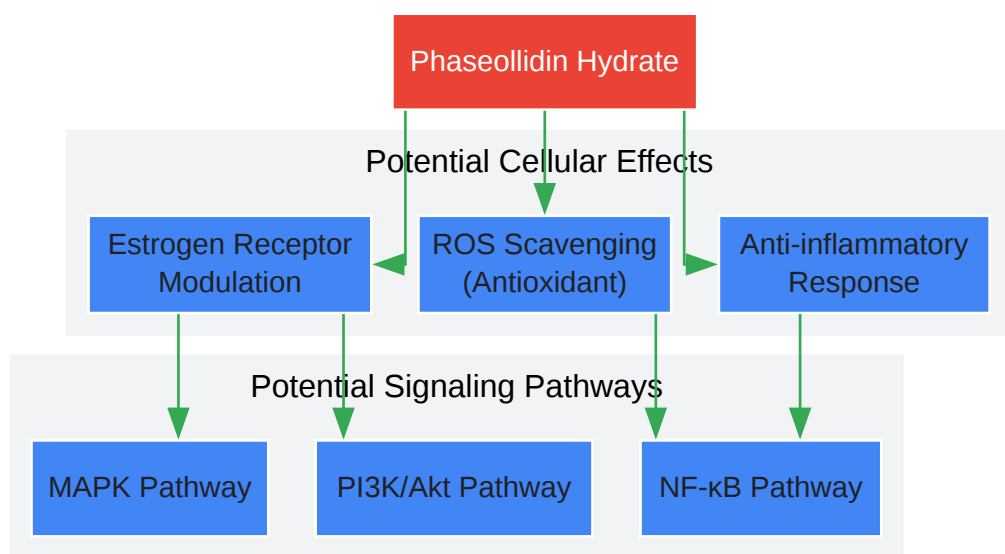 Phaseollidin Hydrate
Potential Cellular Effects
Estrogen Receptor
Modulation
ROS Scavenging
(Antioxidant)
Anti-inflammatory
Response
Potential Signaling Pathways
MAPK Pathway
PI3K/Akt Pathway
NF-κB Pathway